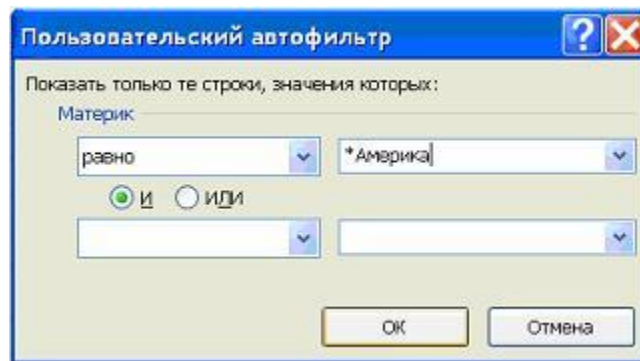 Пользовательский автофильтр
Показать только те строки, значения которых:
Материк
равно *Америка
И ИЛИ
ОК Отмена